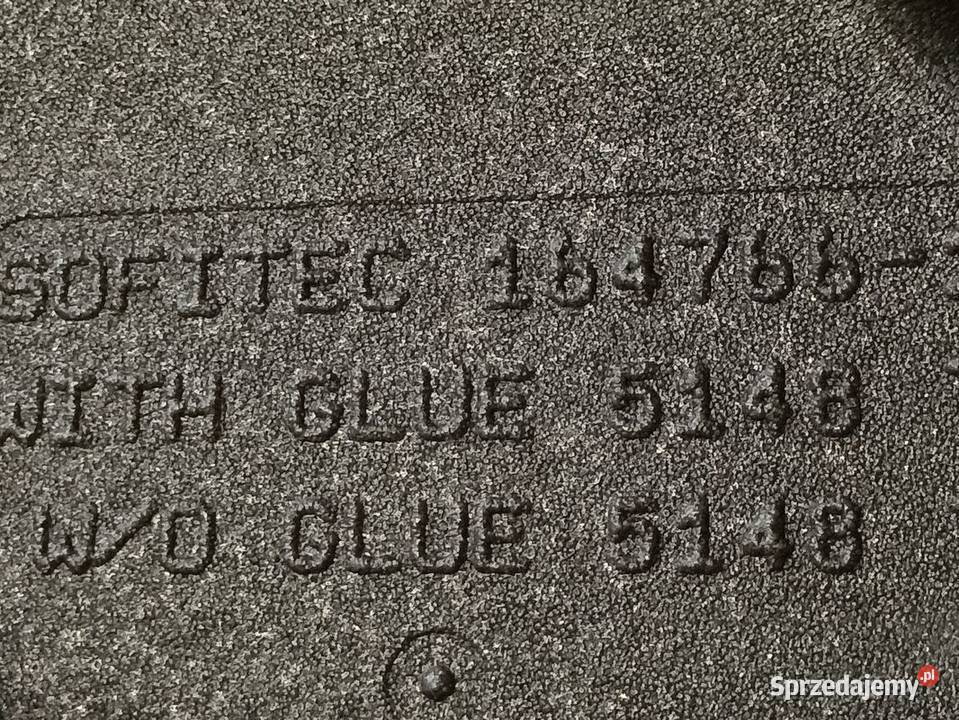 SOFITEC 164766-
WITH GLUE 5148
W/O GLUE 5148
Sprzedajemy.pl